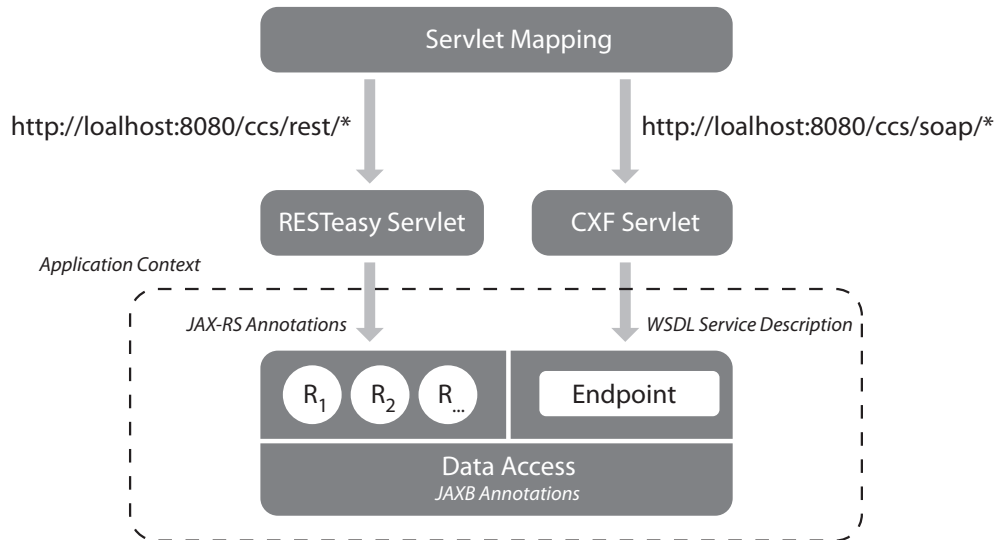 Servlet Mapping
http://loalhost:8080/ccs/rest/*
http://loalhost:8080/ccs/soap/*
RESTeasy Servlet
CXF Servlet
Application Context
JAX-RS Annotations
WSDL Service Description
R1
R2
R...
Endpoint
Data Access
JAXB Annotations